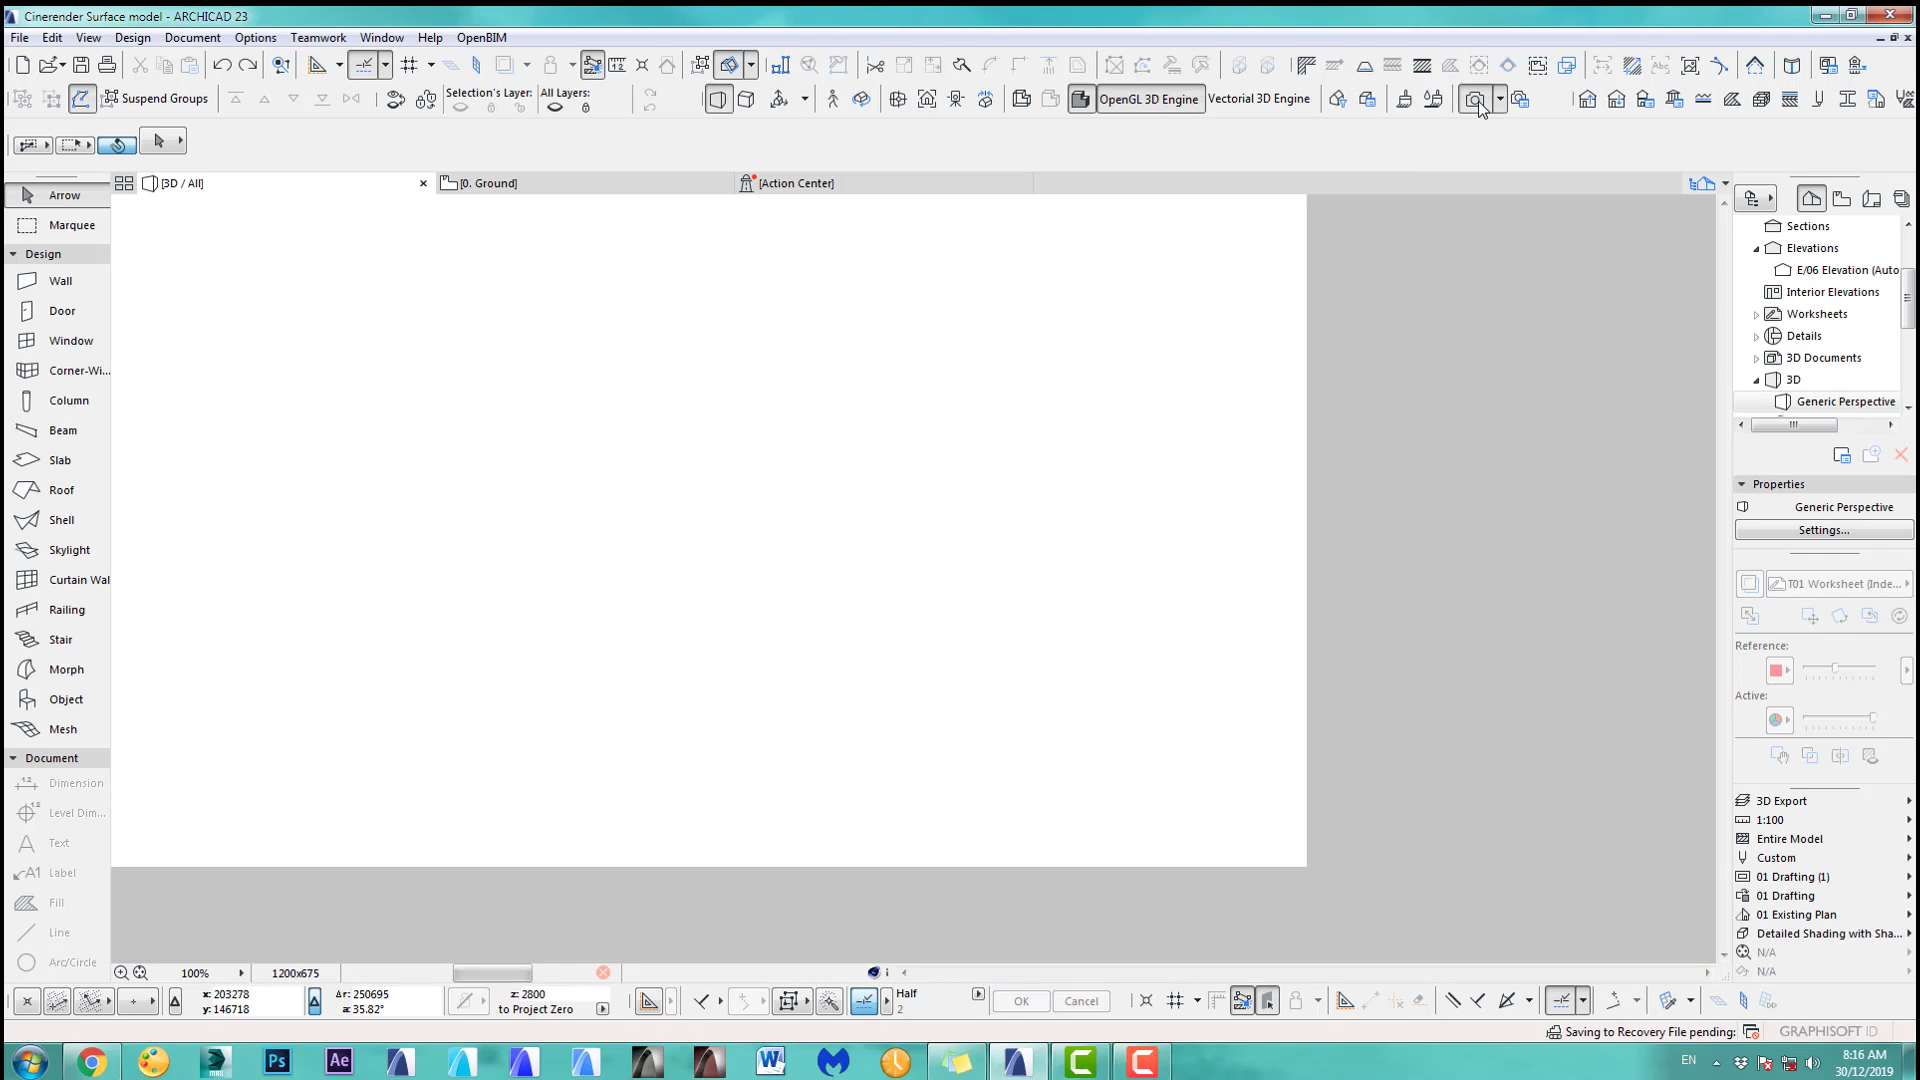 Cinerender Surface model - ARCHICAD 23
File Edit View Design Document Options Teamwork Window Help OpenBIM
Suspend Groups
Selection's Layer:
All Layers:
OpenGL 3D Engine
Vectorial 3D Engine
[3D / All]
[0. Ground]
[Action Center]
Arrow
Marquee
Design
Wall
Door
Window
Corner-Wi...
Column
Beam
Slab
Roof
Shell
Skylight
Curtain Wal
Railing
Stair
Morph
Object
Mesh
Document
Dimension
Level Dim...
Text
Label
Fill
Line
Arc/Circle
Sections
Elevations
E/06 Elevation (Auto
Interior Elevations
Worksheets
Details
3D Documents
3D
Generic Perspective
Properties
Generic Perspective
Settings...
T01 Worksheet (Inde...
Reference:
Active:
3D Export
1:100
Entire Model
Custom
01 Drafting (1)
01 Drafting
01 Existing Plan
Detailed Shading with Sha...
N/A
N/A
100%
1200x675
x: 203278
y: 146718
Δr: 250695
a: 35.82°
z: 2800
to Project Zero
Half
2
OK
Cancel
Saving to Recovery File pending:
GRAPHISOFT ID
EN
8:16 AM
30/12/2019